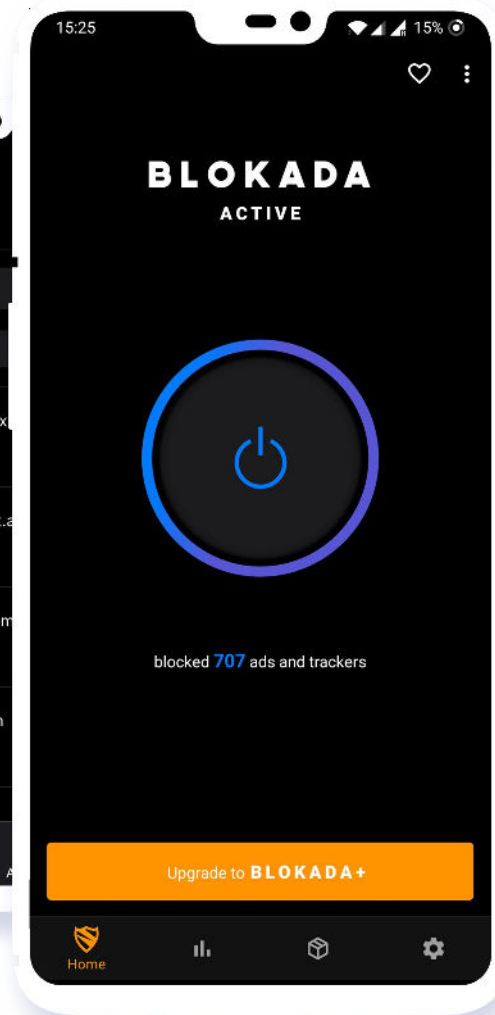 15:25
15%
BLOKADA
ACTIVE
blocked 707 ads and trackers
Upgrade to BLOKADA+
Home